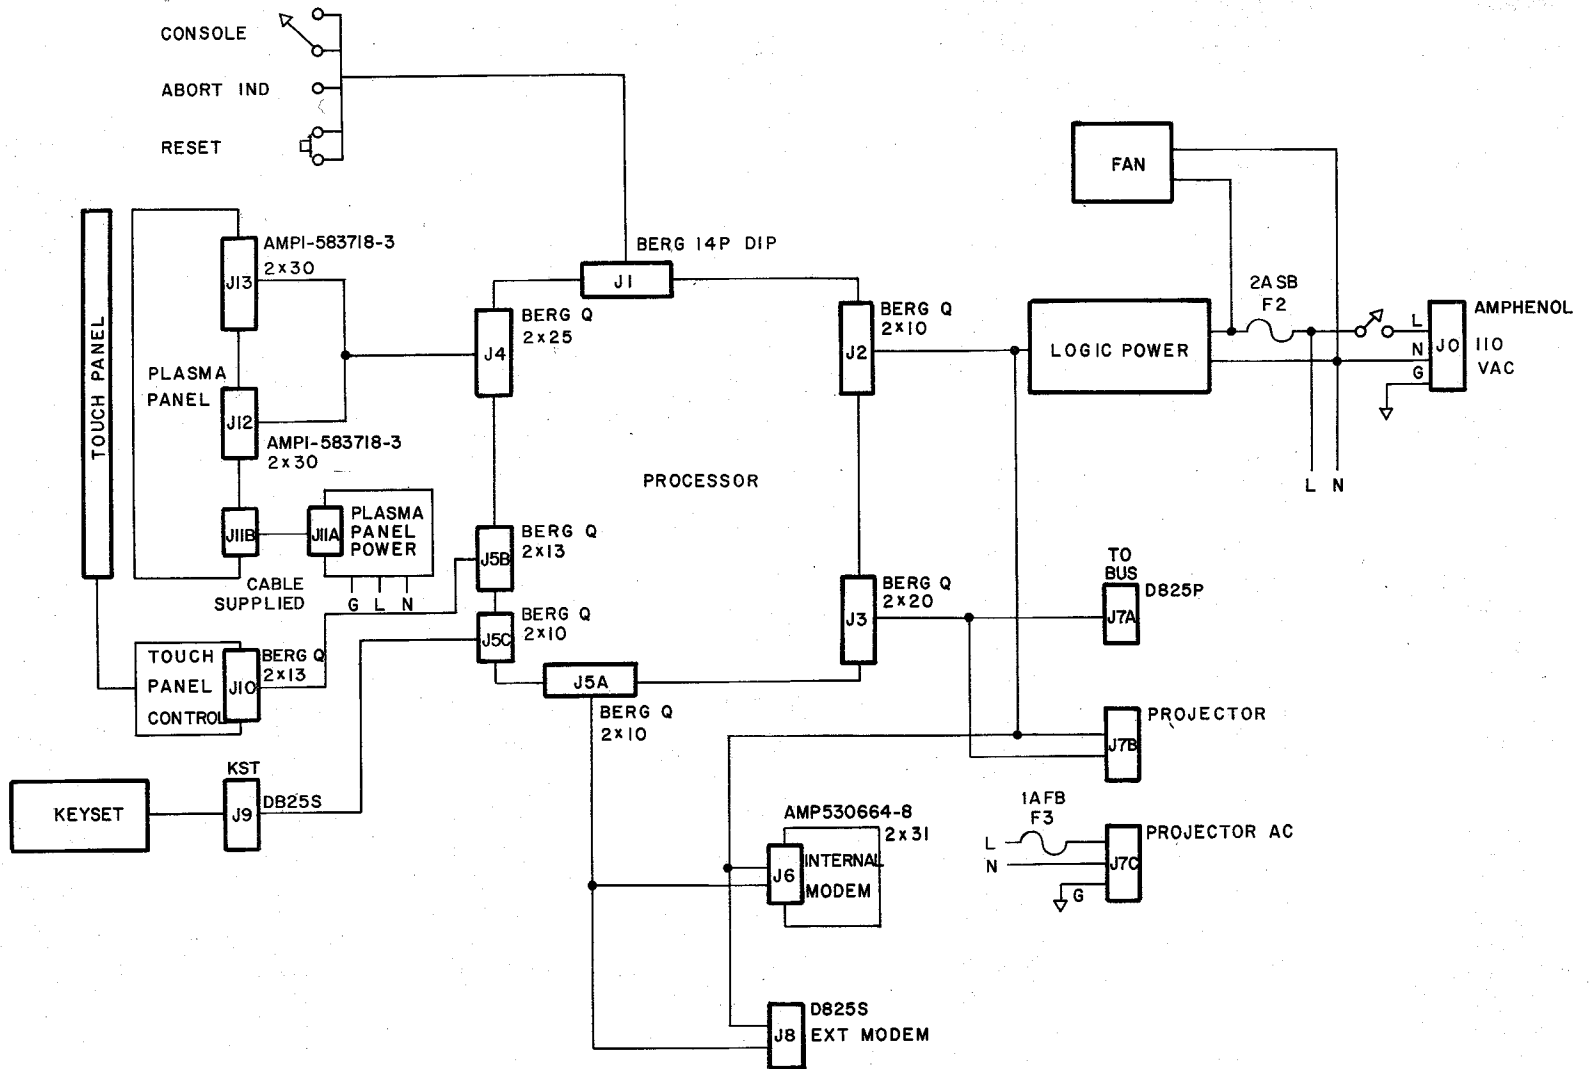 CONSOLE
ABORT IND
RESET
FAN
BERG 14P DIP
J1
AMP1-583718-3
2x30
J13
TOUCH PANEL
PLASMA
PANEL
J12
AMP1-583718-3
2x30
BERG Q
2x25
J4
BERG Q
2x10
J2
LOGIC POWER
2ASB
F2
L
N
G
J0
AMPHENOL
110
VAC
L N
PROCESSOR
J11B
J11A
PLASMA
PANEL
POWER
CABLE
SUPPLIED
G L N
BERG Q
2x13
J5B
BERG Q
2x10
J5C
J5A
BERG Q
2x10
BERG Q
2x20
J3
TO
BUS
D825P
J7A
TOUCH
PANEL
CONTROL
J10
BERG Q
2x13
PROJECTOR
J7B
KEYSET
KST
J9
DB25S
AMP530664-8
2x31
J6
INTERNAL
MODEM
1AFB
F3
L
N
G
J7C
PROJECTOR AC
D825S
J8
EXT MODEM